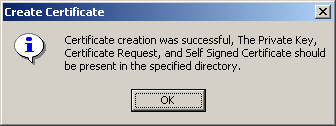 Create Certificate
Certificate creation was successful, The Private Key,
Certificate Request, and Self Signed Certificate should
be present in the specified directory.
OK